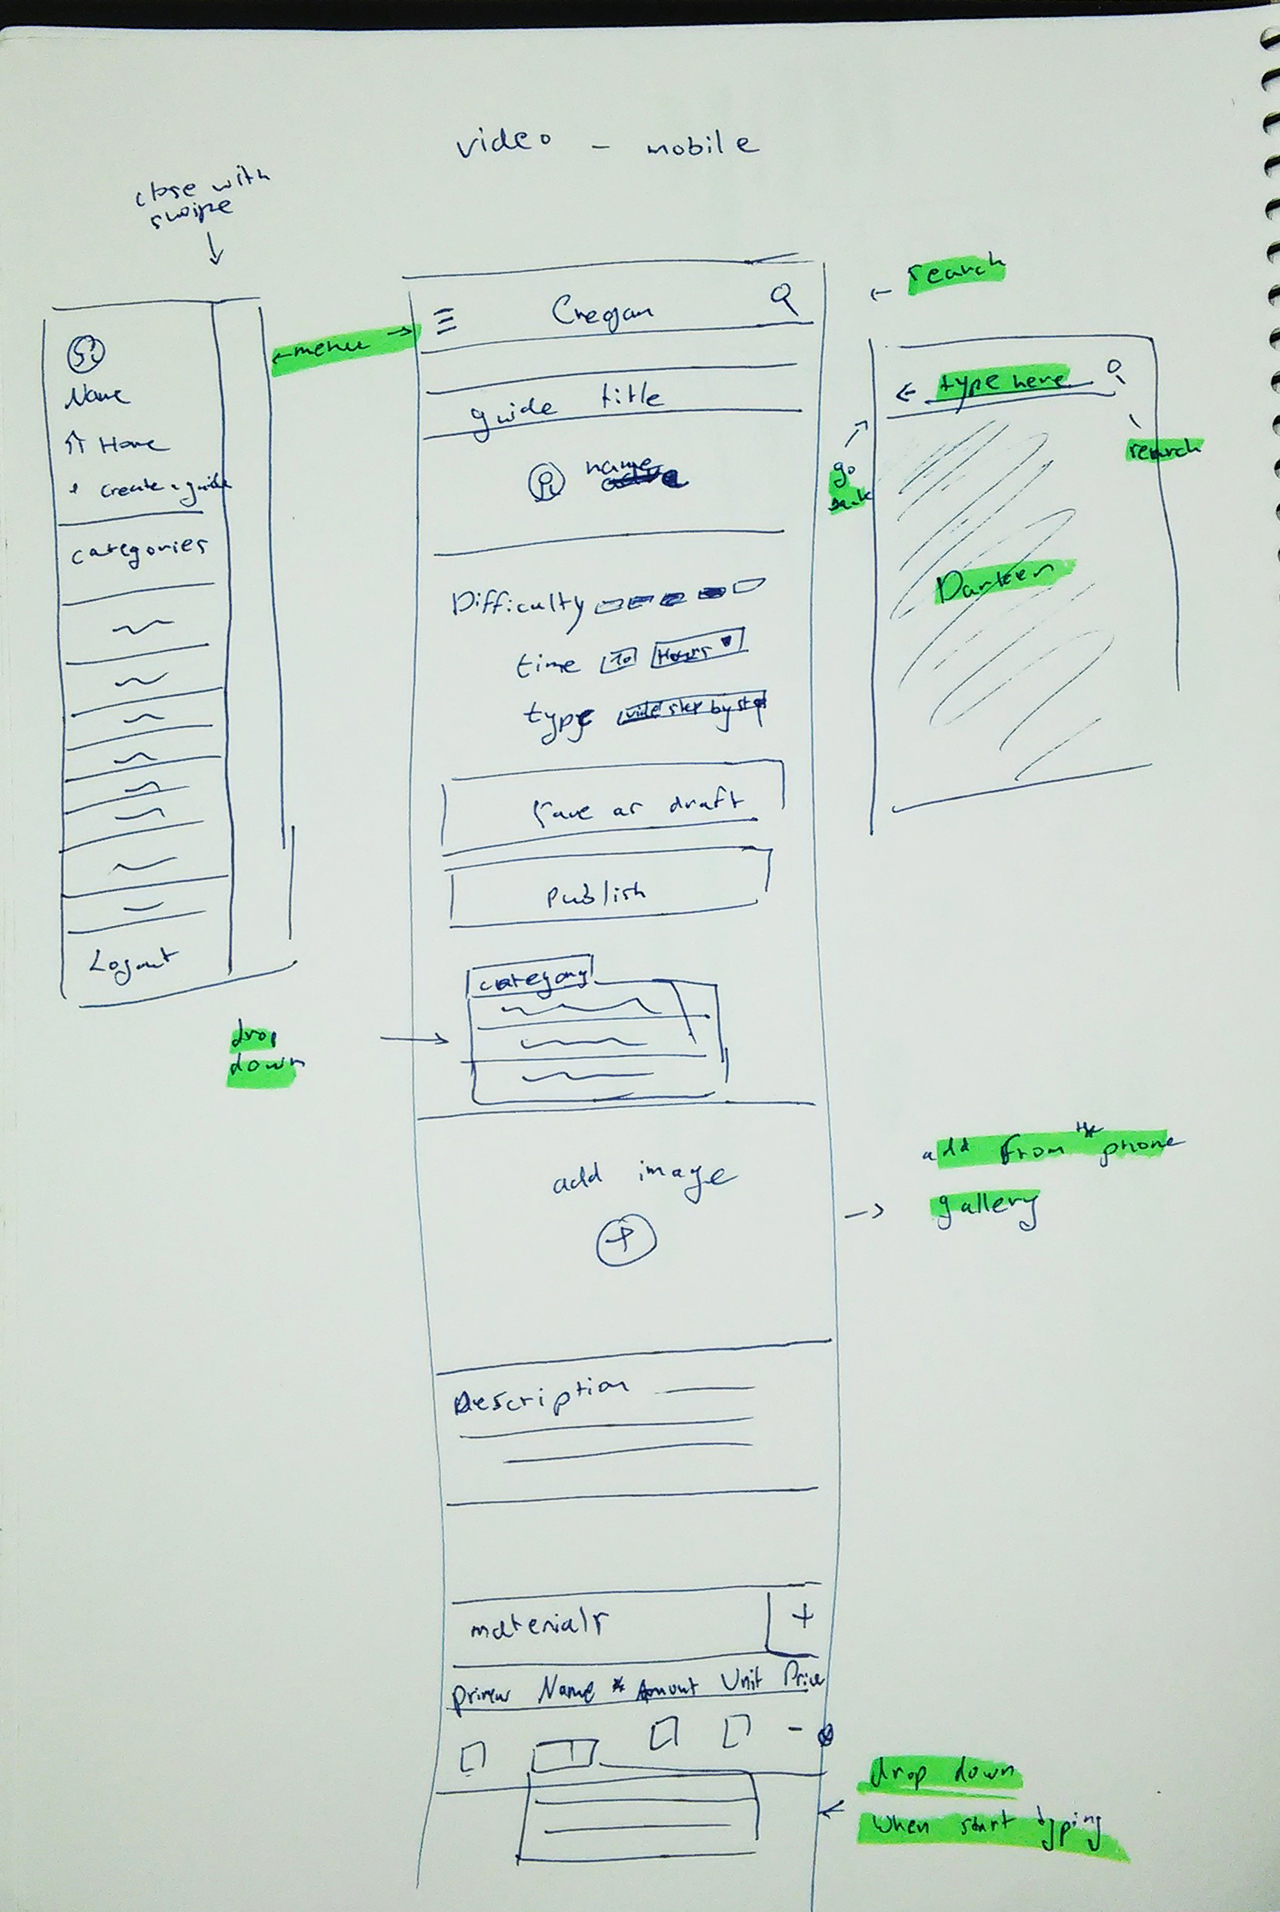 video - mobile
close with
swipe
search
Cregan
menu
guide title
type here
search
go
back
Name
Home
+ create a guide
categories
name
Difficulty
Darken
time 10 Hours
type step by step
Save as draft
Publish
Logout
category
drop
down
add image
add from the phone
gallery
Description
materials +
Name * Amount Unit Price
drop down
when start typing